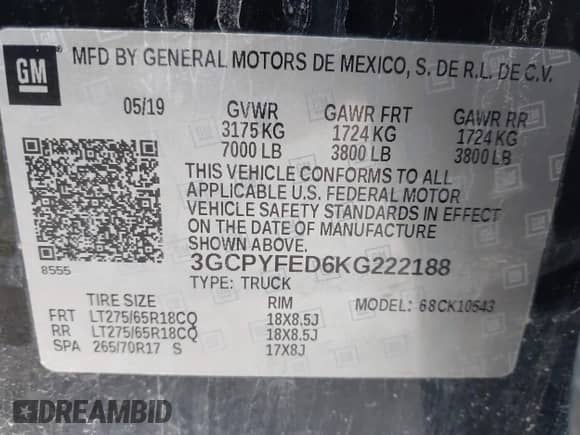 GM
MFD BY GENERAL MOTORS DE MEXICO, S. DE R.L. DE C.V.
05/19 GVWR GAWR FRT GAWR RR
3175 KG 1724 KG 1724 KG
7000 LB 3800 LB 3800 LB
THIS VEHICLE CONFORMS TO ALL
APPLICABLE U.S. FEDERAL MOTOR
VEHICLE SAFETY STANDARDS IN EFFECT
ON THE DATE OF MANUFACTURE
SHOWN ABOVE.
8555 3GCPYFED6KG222188
TYPE: TRUCK
TIRE SIZE RIM MODEL: 68CK10543
FRT LT275/65R18CQ 18X8.5J
RR LT275/65R18CQ 18X8.5J
SPA 265/70R17 S 17X8J
DREAMBID